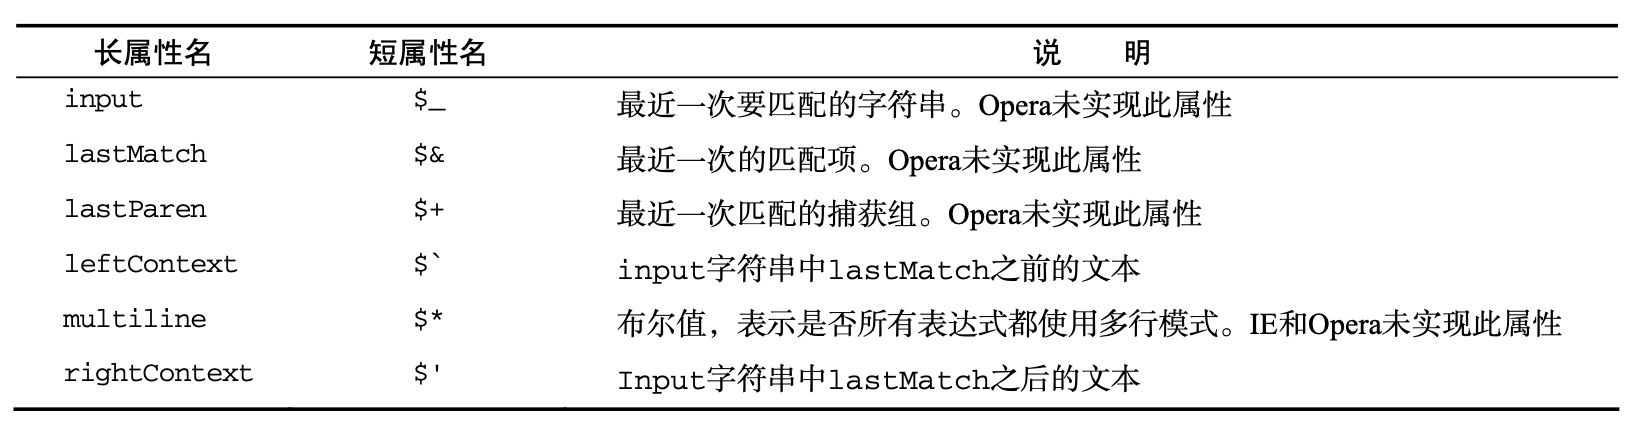 长属性名 短属性名 说 明
input $_ 最近一次要匹配的字符串。Opera未实现此属性
lastMatch $& 最近一次的匹配项。Opera未实现此属性
lastParen $+ 最近一次匹配的捕获组。Opera未实现此属性
leftContext $` input字符串中lastMatch之前的文本
multiline $* 布尔值，表示是否所有表达式都使用多行模式。IE和Opera未实现此属性
rightContext $' Input字符串中lastMatch之后的文本